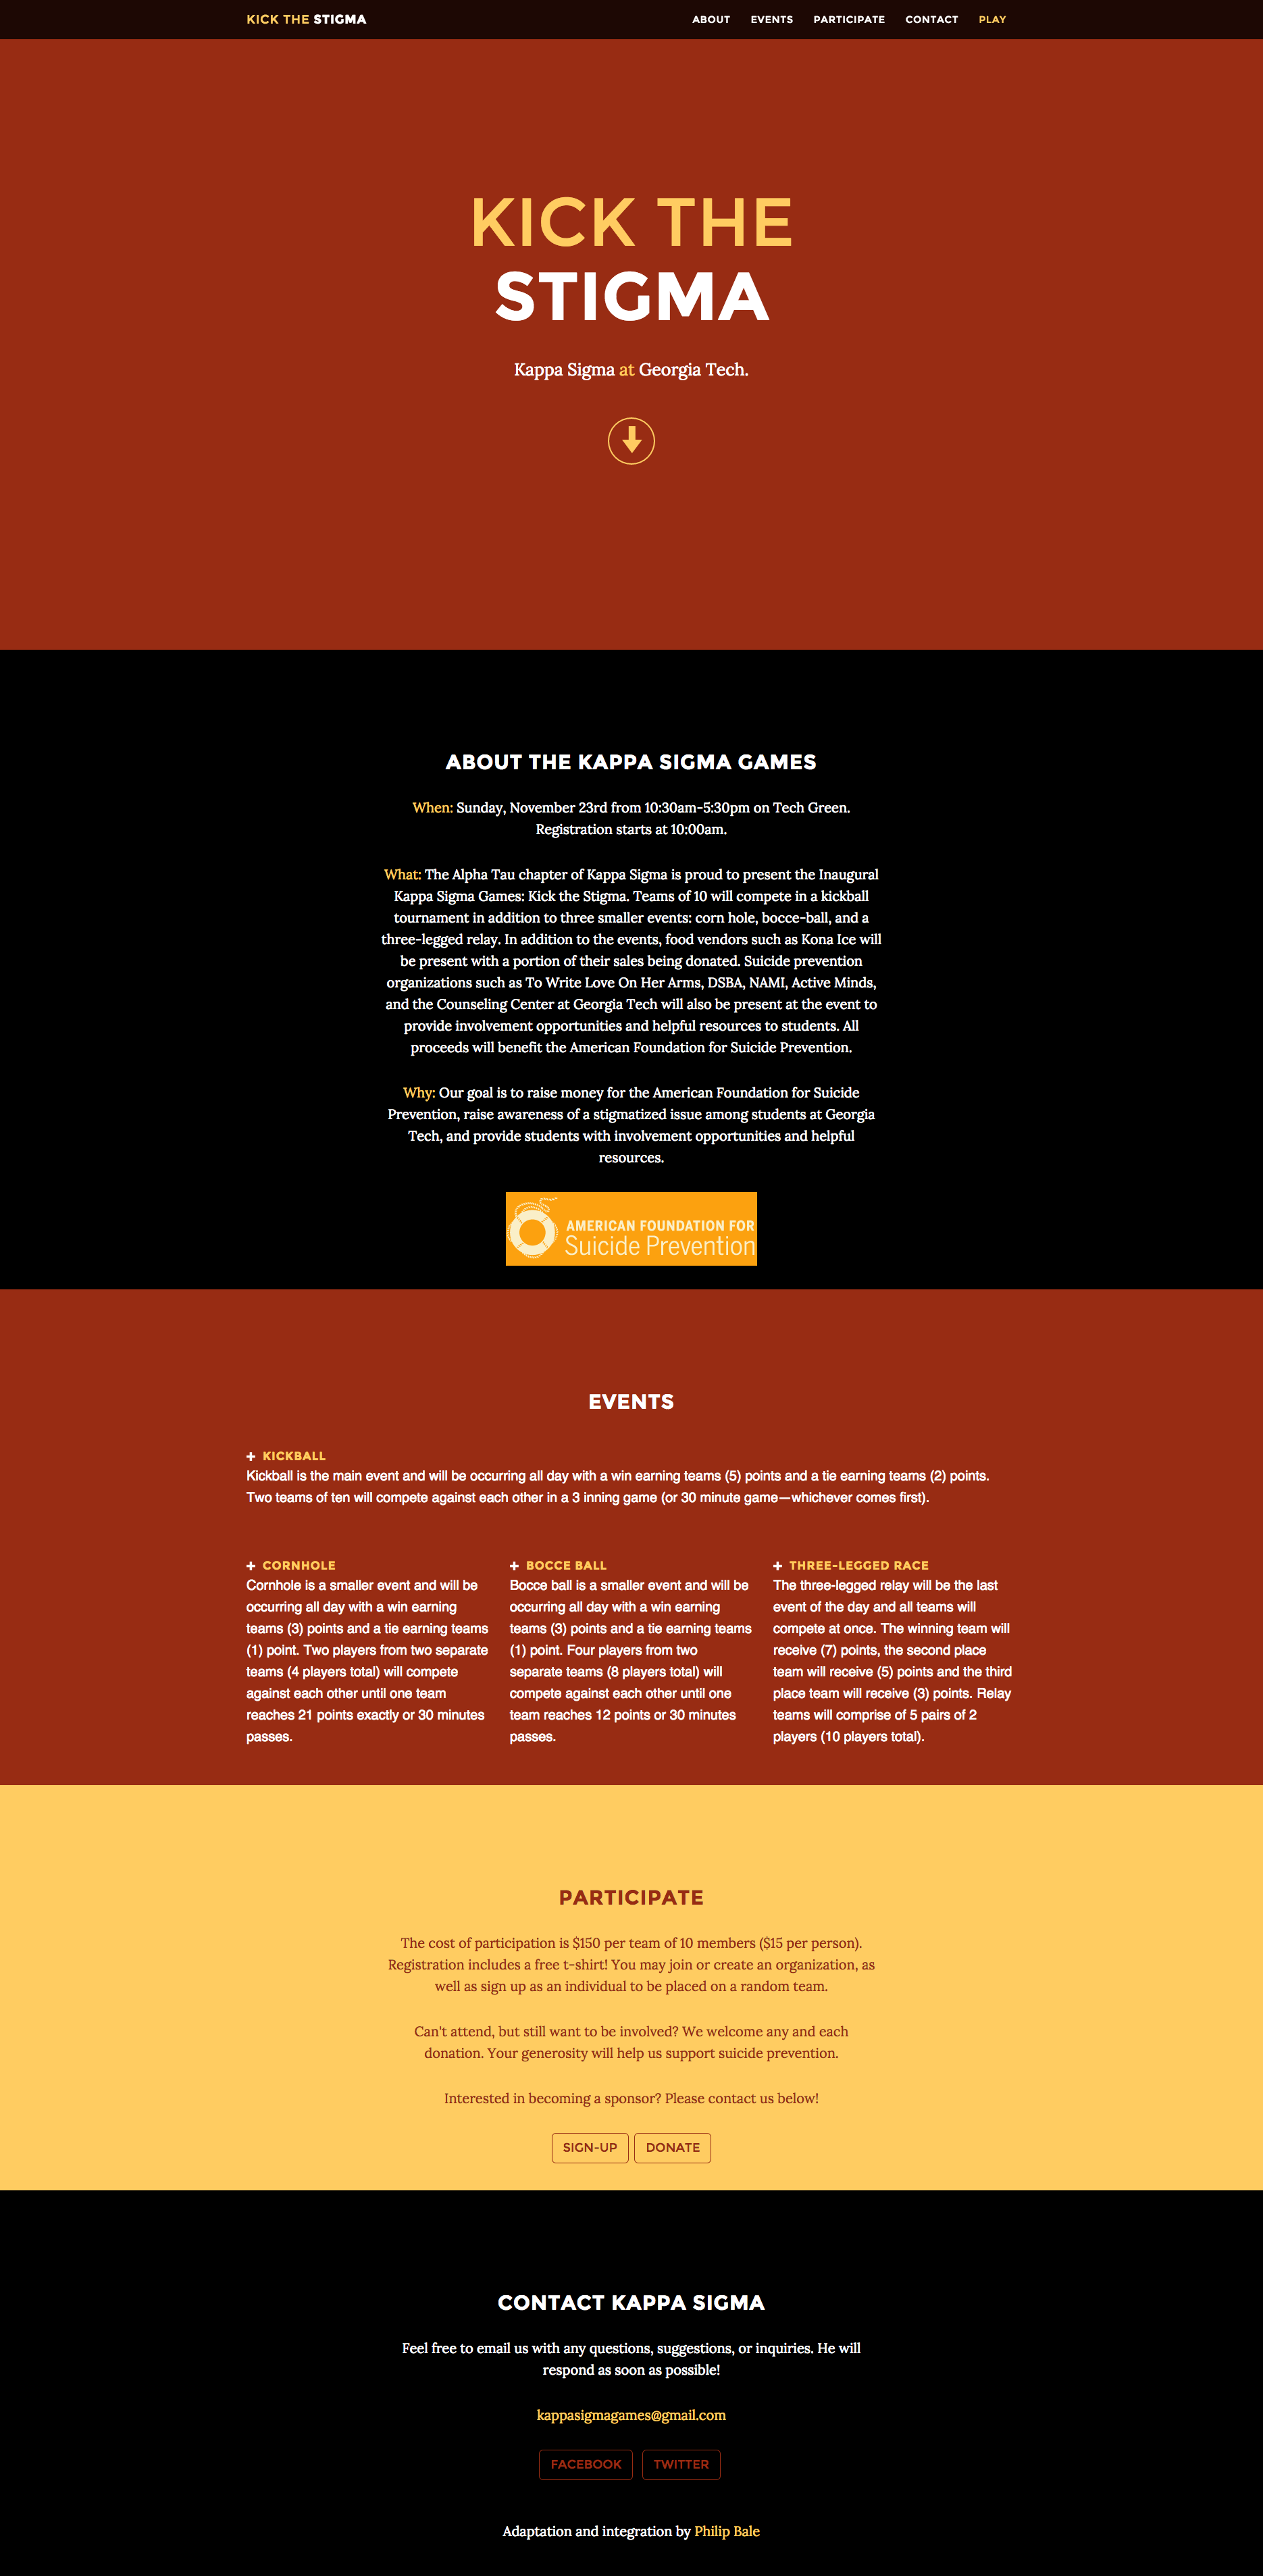 KICK THE STIGMA
ABOUT EVENTS PARTICIPATE CONTACT PLAY
KICK THE
STIGMA
Kappa Sigma at Georgia Tech.
ABOUT THE KAPPA SIGMA GAMES
When: Sunday, November 23rd from 10:30am-5:30pm on Tech Green.
Registration starts at 10:00am.
What: The Alpha Tau chapter of Kappa Sigma is proud to present the Inaugural
Kappa Sigma Games: Kick the Stigma. Teams of 10 will compete in a kickball
tournament in addition to three smaller events: corn hole, bocce-ball, and a
three-legged relay. In addition to the events, food vendors such as Kona Ice will
be present with a portion of their sales being donated. Suicide prevention
organizations such as To Write Love On Her Arms, DSBA, NAMI, Active Minds,
and the Counseling Center at Georgia Tech will also be present at the event to
provide involvement opportunities and helpful resources to students. All
proceeds will benefit the American Foundation for Suicide Prevention.
Why: Our goal is to raise money for the American Foundation for Suicide
Prevention, raise awareness of a stigmatized issue among students at Georgia
Tech, and provide students with involvement opportunities and helpful
resources.
AMERICAN FOUNDATION FOR
Suicide Prevention
EVENTS
+ KICKBALL
Kickball is the main event and will be occurring all day with a win earning teams (5) points and a tie earning teams (2) points.
Two teams of ten will compete against each other in a 3 inning game (or 30 minute game—whichever comes first).
+ CORNHOLE
Cornhole is a smaller event and will be
occurring all day with a win earning
teams (3) points and a tie earning teams
(1) point. Two players from two separate
teams (4 players total) will compete
against each other until one team
reaches 21 points exactly or 30 minutes
passes.
+ BOCCE BALL
Bocce ball is a smaller event and will be
occurring all day with a win earning
teams (3) points and a tie earning teams
(1) point. Four players from two
separate teams (8 players total) will
compete against each other until one
team reaches 12 points or 30 minutes
passes.
+ THREE-LEGGED RACE
The three-legged relay will be the last
event of the day and all teams will
compete at once. The winning team will
receive (7) points, the second place
team will receive (5) points and the third
place team will receive (3) points. Relay
teams will comprise of 5 pairs of 2
players (10 players total).
PARTICIPATE
The cost of participation is $150 per team of 10 members ($15 per person).
Registration includes a free t-shirt! You may join or create an organization, as
well as sign up as an individual to be placed on a random team.
Can't attend, but still want to be involved? We welcome any and each
donation. Your generosity will help us support suicide prevention.
Interested in becoming a sponsor? Please contact us below!
SIGN-UP DONATE
CONTACT KAPPA SIGMA
Feel free to email us with any questions, suggestions, or inquiries. He will
respond as soon as possible!
kappasigmagames@gmail.com
FACEBOOK TWITTER
Adaptation and integration by Philip Bale